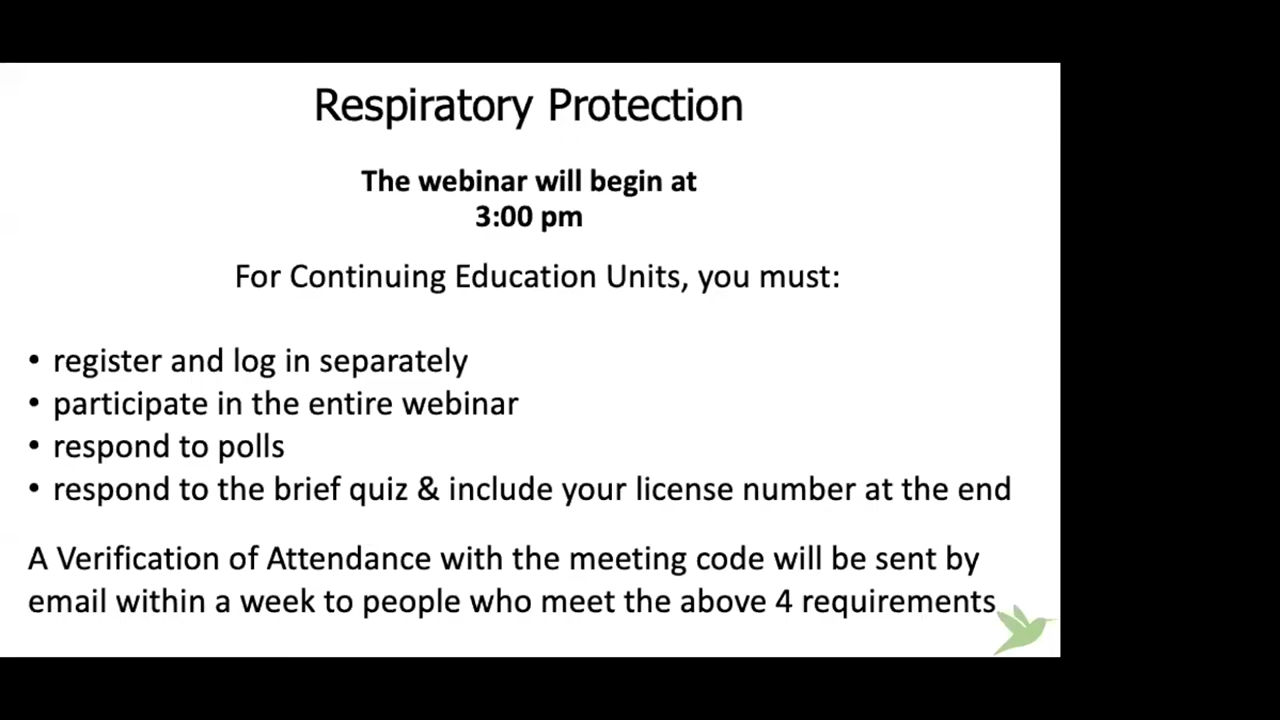 Respiratory Protection
The webinar will begin at
3:00 pm
For Continuing Education Units, you must:
• register and log in separately
• participate in the entire webinar
• respond to polls
• respond to the brief quiz & include your license number at the end
A Verification of Attendance with the meeting code will be sent by
email within a week to people who meet the above 4 requirements